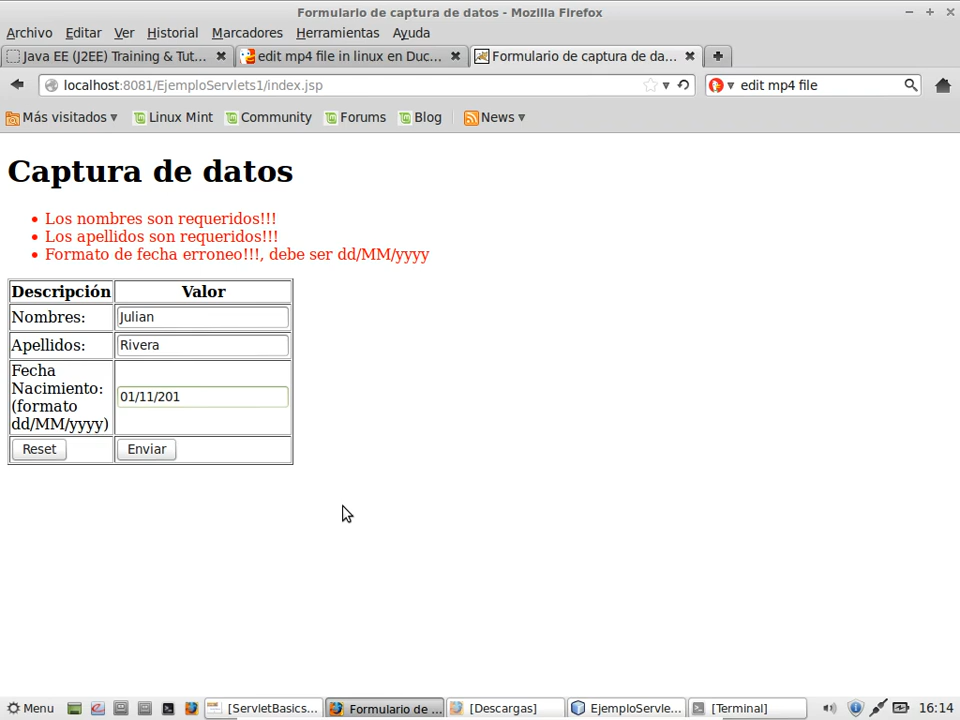 Formulario de captura de datos - Mozilla Firefox
Archivo Editar Ver Historial Marcadores Herramientas Ayuda
Java EE (J2EE) Training & Tut... edit mp4 file in linux en Duc... Formulario de captura de da...
localhost:8081/EjemploServlets1/index.jsp edit mp4 file
Más visitados Linux Mint Community Forums Blog News
Captura de datos
• Los nombres son requeridos!!!
• Los apellidos son requeridos!!!
• Formato de fecha erroneo!!!, debe ser dd/MM/yyyy
Descripción Valor
Nombres: Julian
Apellidos: Rivera
Fecha
Nacimiento: 01/11/201
(formato
dd/MM/yyyy)
Reset Enviar
Menu [ServletBasics... Formulario de ... [Descargas] EjemploServle... [Terminal] 16:14